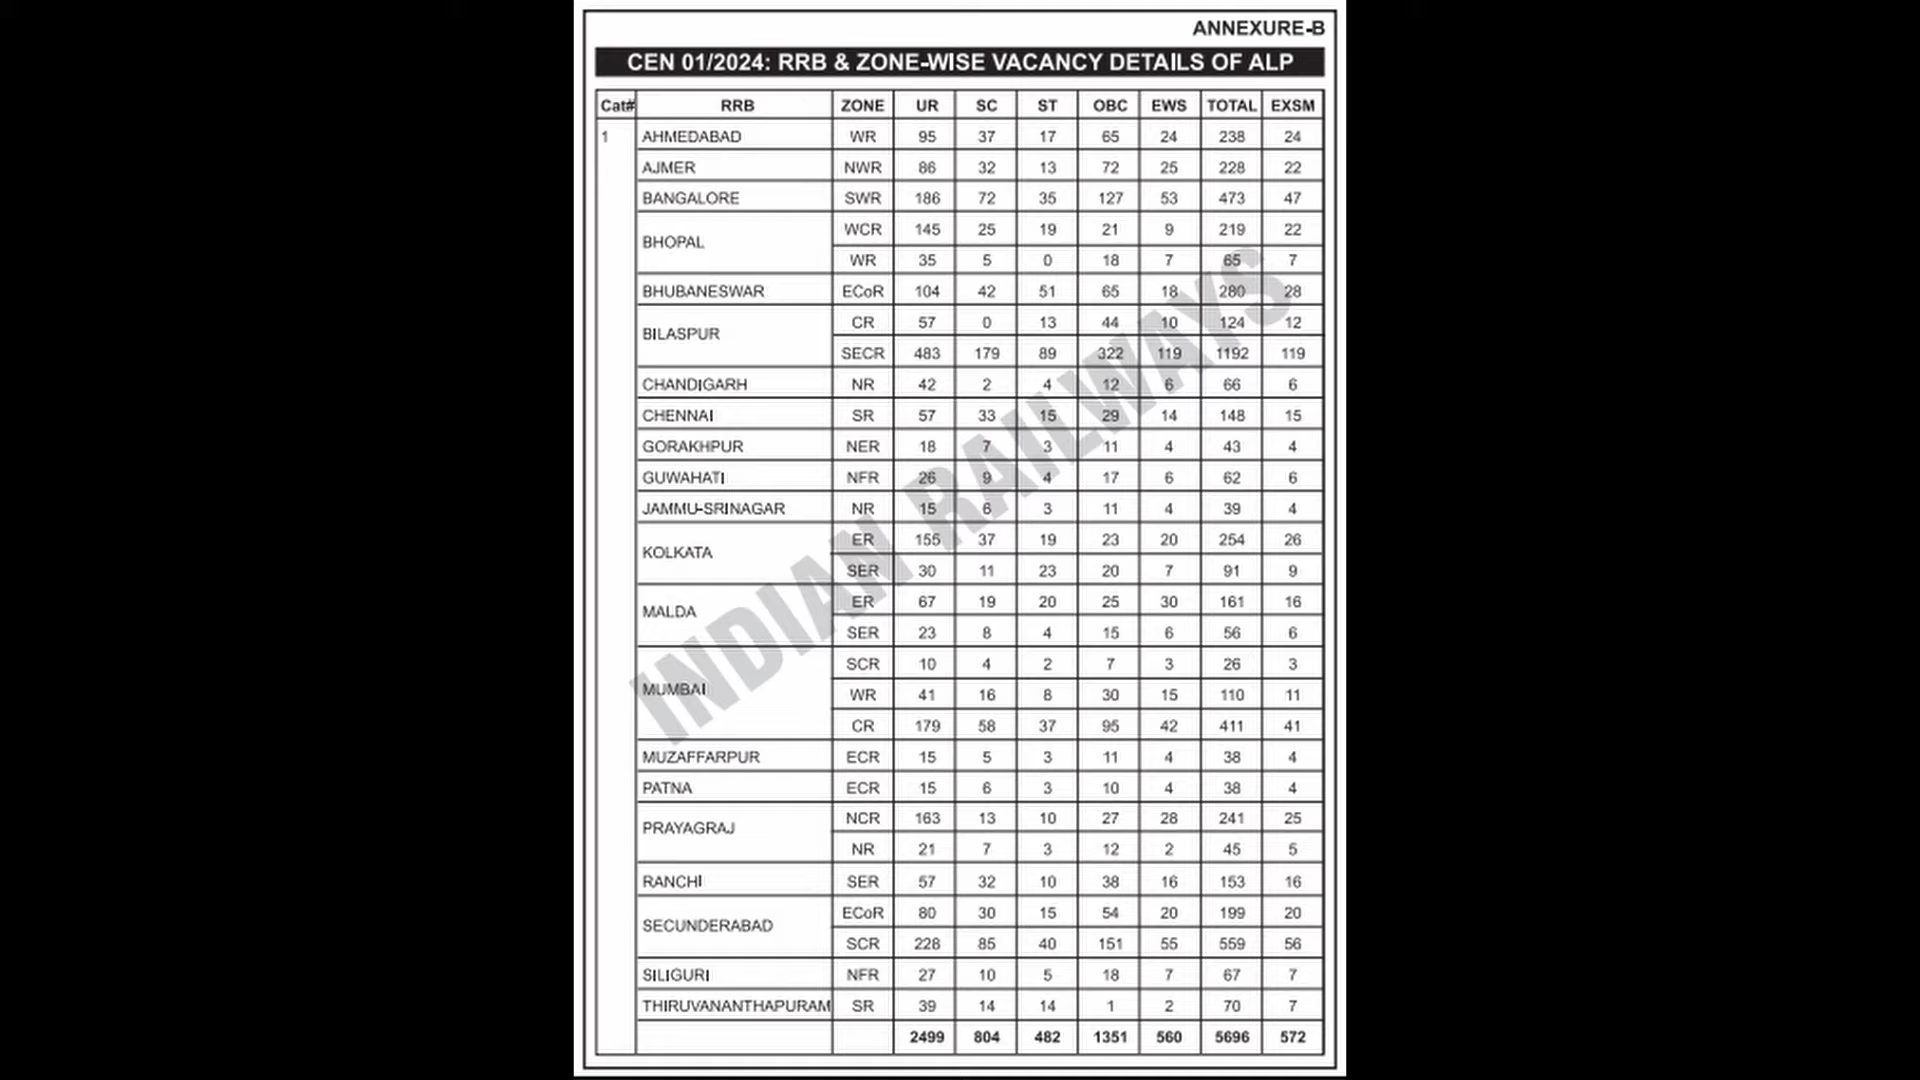 ANNEXURE-B
CEN 01/2024: RRB & ZONE-WISE VACANCY DETAILS OF ALP
Cat# RRB ZONE UR SC ST OBC EWS TOTAL EXSM
1 AHMEDABAD WR 95 37 17 65 24 238 24
AJMER NWR 86 32 13 72 25 228 22
BANGALORE SWR 186 72 35 127 53 473 47
BHOPAL WCR 145 25 19 21 9 219 22
WR 35 5 0 18 7 65 7
BHUBANESWAR ECoR 104 42 51 65 18 280 28
BILASPUR CR 57 0 13 44 10 124 12
SECR 483 179 89 322 119 1192 119
CHANDIGARH NR 42 2 4 12 6 66 6
CHENNAI SR 57 33 15 29 14 148 15
GORAKHPUR NER 18 7 3 11 4 43 4
GUWAHATI NFR 26 9 4 17 6 62 6
JAMMU-SRINAGAR NR 15 6 3 11 4 39 4
KOLKATA ER 155 37 19 23 20 254 26
SER 30 11 23 20 7 91 9
MALDA ER 67 19 20 25 30 161 16
SER 23 8 4 15 6 56 6
MUMBAI SCR 10 4 2 7 3 26 3
WR 41 16 8 30 15 110 11
CR 179 58 37 95 42 411 41
MUZAFFARPUR ECR 15 5 3 11 4 38 4
PATNA ECR 15 6 3 10 4 38 4
PRAYAGRAJ NCR 163 13 10 27 28 241 25
NR 21 7 3 12 2 45 5
RANCHI SER 57 32 10 38 16 153 16
SECUNDERABAD ECoR 80 30 15 54 20 199 20
SCR 228 85 40 151 55 559 56
SILIGURI NFR 27 10 5 18 7 67 7
THIRUVANANTHAPURAM SR 39 14 14 1 2 70 7
2499 804 482 1351 560 5696 572
INDIAN RAILWAYS